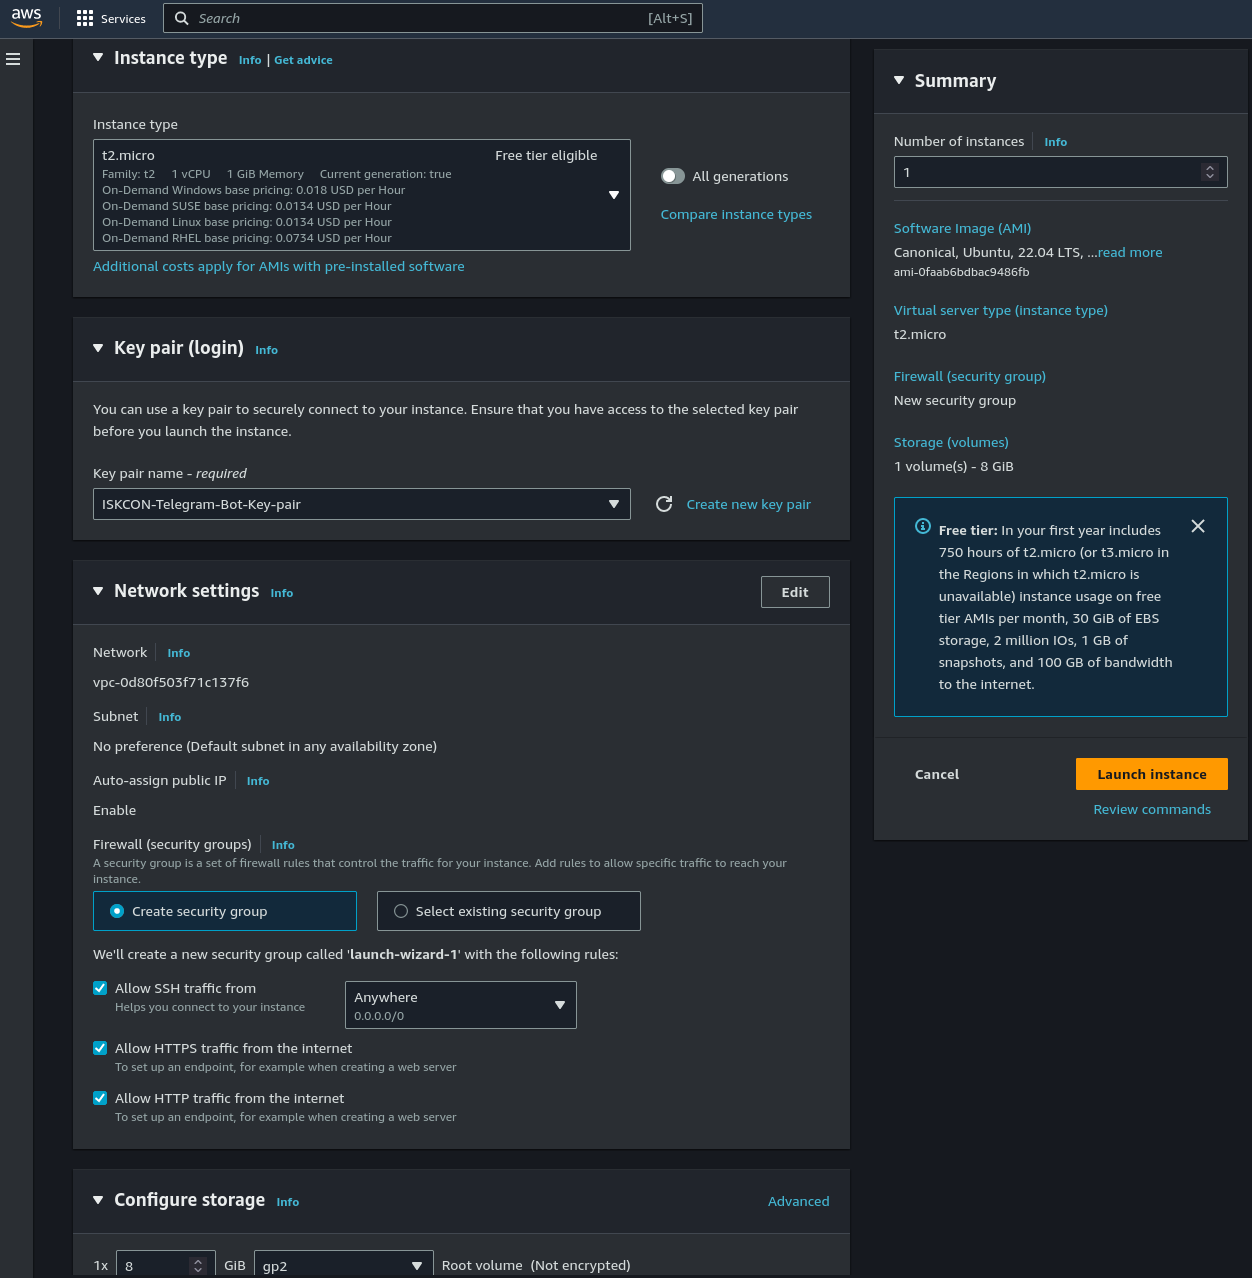 aws
Services
Search
[Alt+S]
Instance type Info | Get advice
Instance type
t2.micro Free tier eligible
Family: t2 1 vCPU 1 GiB Memory Current generation: true
On-Demand Windows base pricing: 0.018 USD per Hour
On-Demand SUSE base pricing: 0.0134 USD per Hour
On-Demand Linux base pricing: 0.0134 USD per Hour
On-Demand RHEL base pricing: 0.0734 USD per Hour
All generations
Compare instance types
Additional costs apply for AMIs with pre-installed software
Key pair (login) Info
You can use a key pair to securely connect to your instance. Ensure that you have access to the selected key pair
before you launch the instance.
Key pair name - required
ISKCON-Telegram-Bot-Key-pair
Create new key pair
Network settings Info
Edit
Network Info
vpc-0d80f503f71c137f6
Subnet Info
No preference (Default subnet in any availability zone)
Auto-assign public IP Info
Enable
Firewall (security groups) Info
A security group is a set of firewall rules that control the traffic for your instance. Add rules to allow specific traffic to reach your
instance.
Create security group
Select existing security group
We'll create a new security group called 'launch-wizard-1' with the following rules:
Allow SSH traffic from
Helps you connect to your instance
Anywhere
0.0.0.0/0
Allow HTTPS traffic from the internet
To set up an endpoint, for example when creating a web server
Allow HTTP traffic from the internet
To set up an endpoint, for example when creating a web server
Configure storage Info
Advanced
1x 8 GiB gp2 Root volume (Not encrypted)
Summary
Number of instances Info
1
Software Image (AMI)
Canonical, Ubuntu, 22.04 LTS, ...read more
ami-0faab6bdbac9486fb
Virtual server type (instance type)
t2.micro
Firewall (security group)
New security group
Storage (volumes)
1 volume(s) - 8 GiB
Free tier: In your first year includes
750 hours of t2.micro (or t3.micro in
the Regions in which t2.micro is
unavailable) instance usage on free
tier AMIs per month, 30 GiB of EBS
storage, 2 million IOs, 1 GB of
snapshots, and 100 GB of bandwidth
to the internet.
Cancel
Launch instance
Review commands